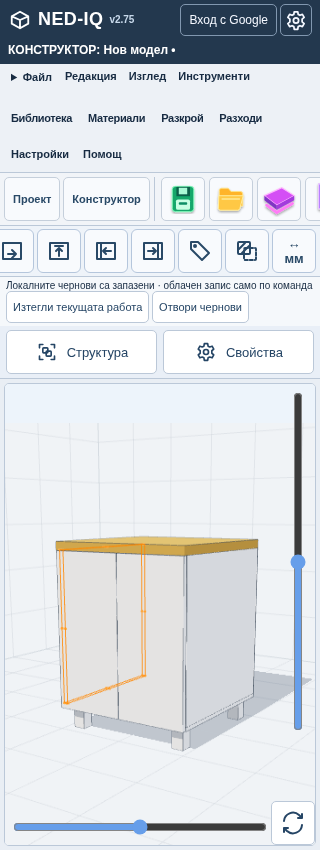 NED-IQ v2.75
Вход с Google
КОНСТРУКТОР: Нов модел •
Файл Редакция Изглед Инструменти
Библиотека Материали Разкрой Разходи
Настройки Помощ
Проект Конструктор
↔ мм
Локалните чернови са запазени · облачен запис само по команда
Изтегли текущата работа Отвори чернови
Структура Свойства